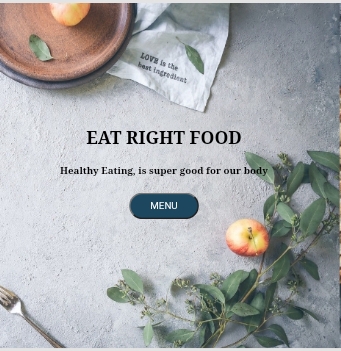 LOVE is the
best ingredient
EAT RIGHT FOOD
Healthy Eating, is super good for our body
MENU